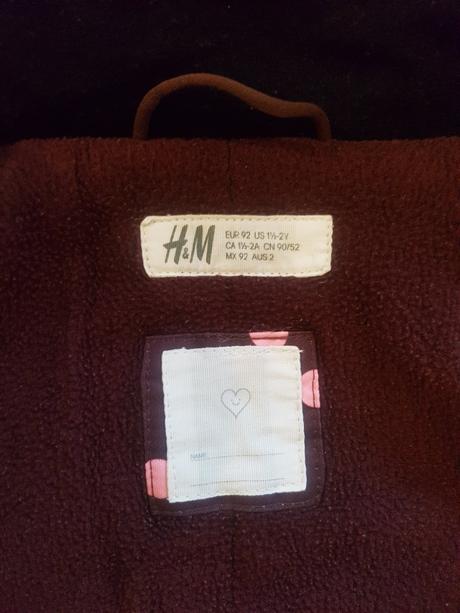 H&M
EUR 92 US 1½-2Y
CA 1½-2A CN 90/52
MX 92 AUS 2
NAME